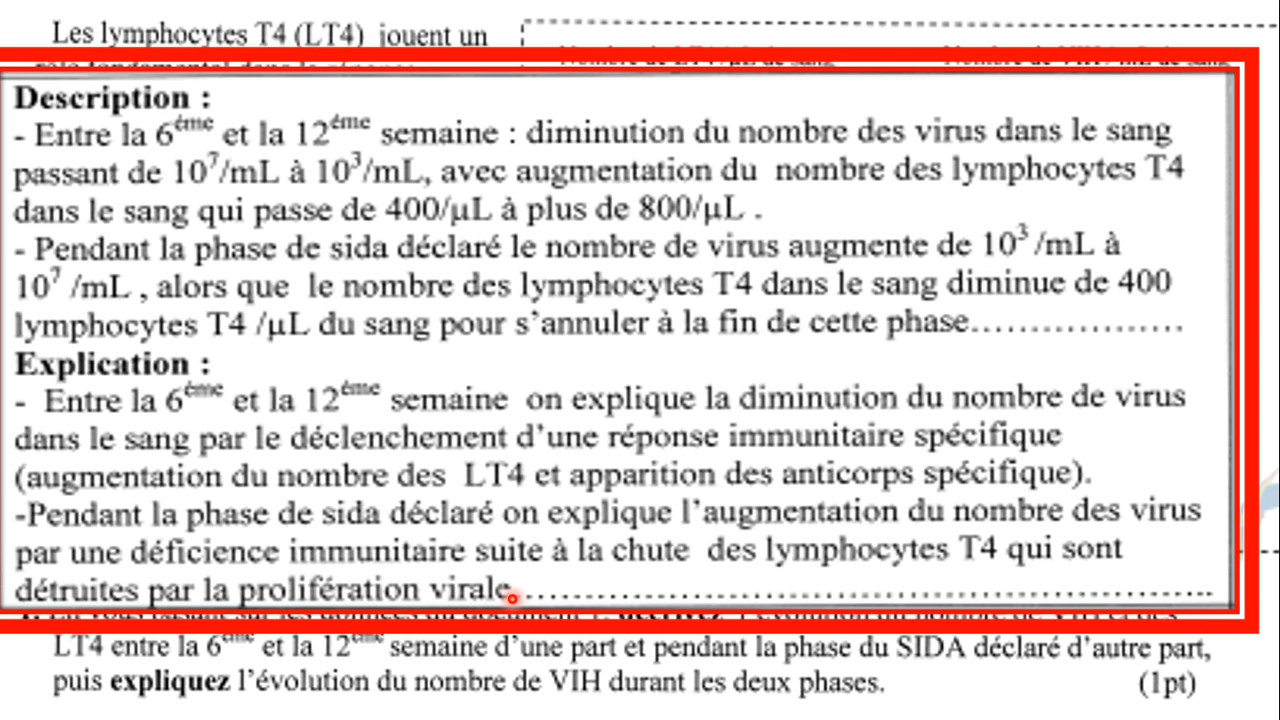 Les lymphocytes T4 (LT4) jouent un
Description :
- Entre la 6ème et la 12ème semaine : diminution du nombre des virus dans le sang
passant de 10⁷/mL à 10³/mL, avec augmentation du nombre des lymphocytes T4
dans le sang qui passe de 400/µL à plus de 800/µL .
- Pendant la phase de sida déclaré le nombre de virus augmente de 10³ /mL à
10⁷ /mL , alors que le nombre des lymphocytes T4 dans le sang diminue de 400
lymphocytes T4 /µL du sang pour s’annuler à la fin de cette phase..................
Explication :
- Entre la 6ème et la 12ème semaine on explique la diminution du nombre de virus
dans le sang par le déclenchement d’une réponse immunitaire spécifique
(augmentation du nombre des LT4 et apparition des anticorps spécifique).
-Pendant la phase de sida déclaré on explique l’augmentation du nombre des virus
par une déficience immunitaire suite à la chute des lymphocytes T4 qui sont
détruites par la prolifération virale..........................................................
LT4 entre la 6ème et la 12ème semaine d’une part et pendant la phase du SIDA déclaré d’autre part,
puis expliquez l’évolution du nombre de VIH durant les deux phases. (1pt)